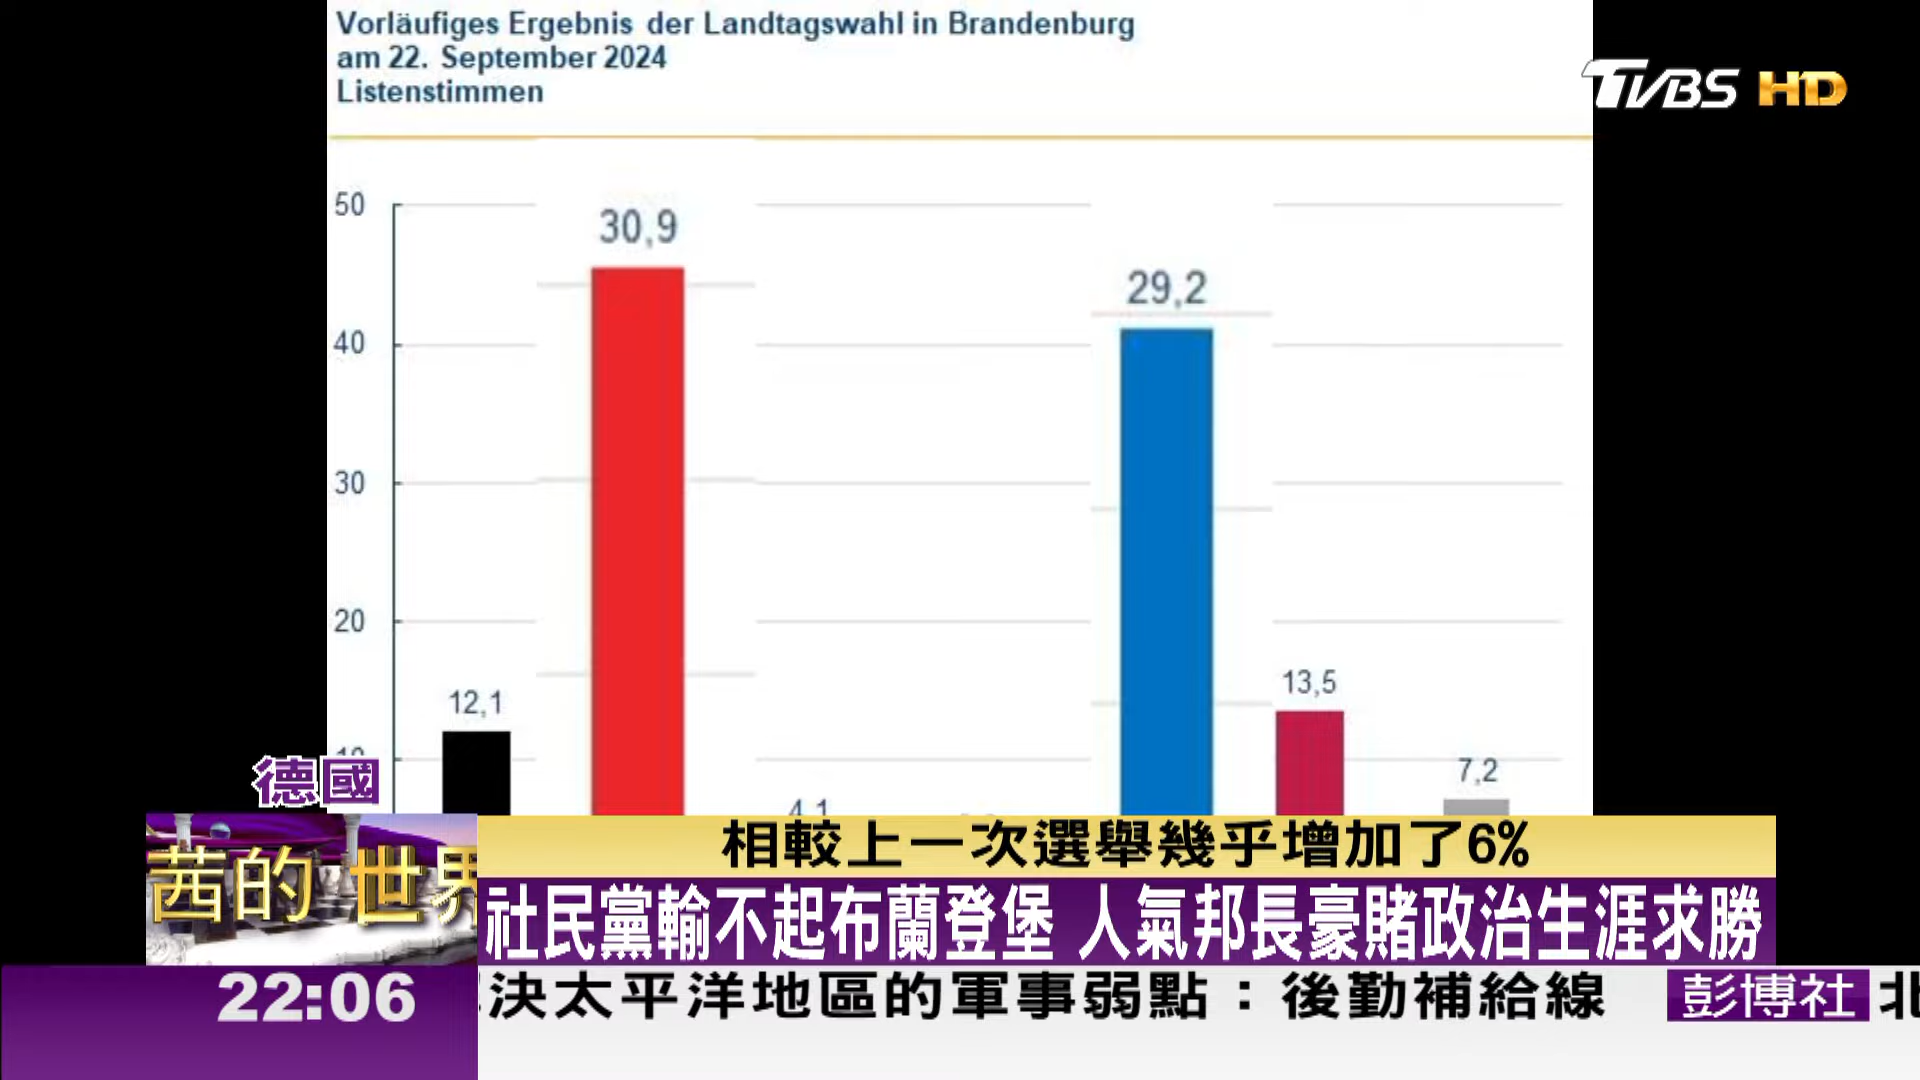 Vorläufiges Ergebnis der Landtagswahl in Brandenburg
am 22. September 2024
Listenstimmen
TVBS HD
50
30,9
29,2
40
30
20
13,5
12,1
10
7,2
4,1
德國
相較上一次選舉幾乎增加了6%
茜的世界
社民黨輸不起布蘭登堡 人氣邦長豪賭政治生涯求勝
22:06
決太平洋地區的軍事弱點：後勤補給線 彭博社 北